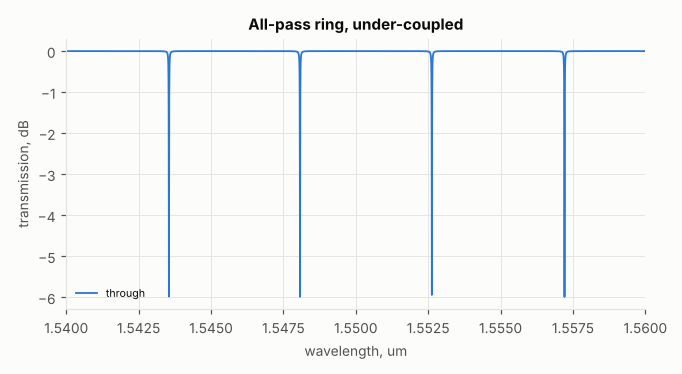 All-pass ring, under-coupled
transmission, dB
0
−1
−2
−3
−4
−5
−6
through
1.5400 1.5425 1.5450 1.5475 1.5500 1.5525 1.5550 1.5575 1.5600
wavelength, um